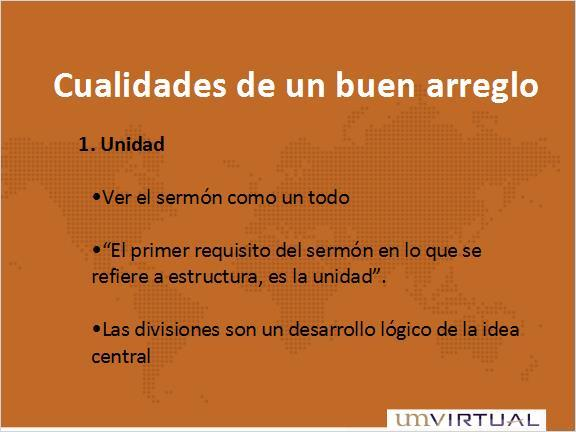 Cualidades de un buen arreglo
1. Unidad
•Ver el sermón como un todo
•“El primer requisito del sermón en lo que se
refiere a estructura, es la unidad”.
•Las divisiones son un desarrollo lógico de la idea
central
UMVIRTUAL